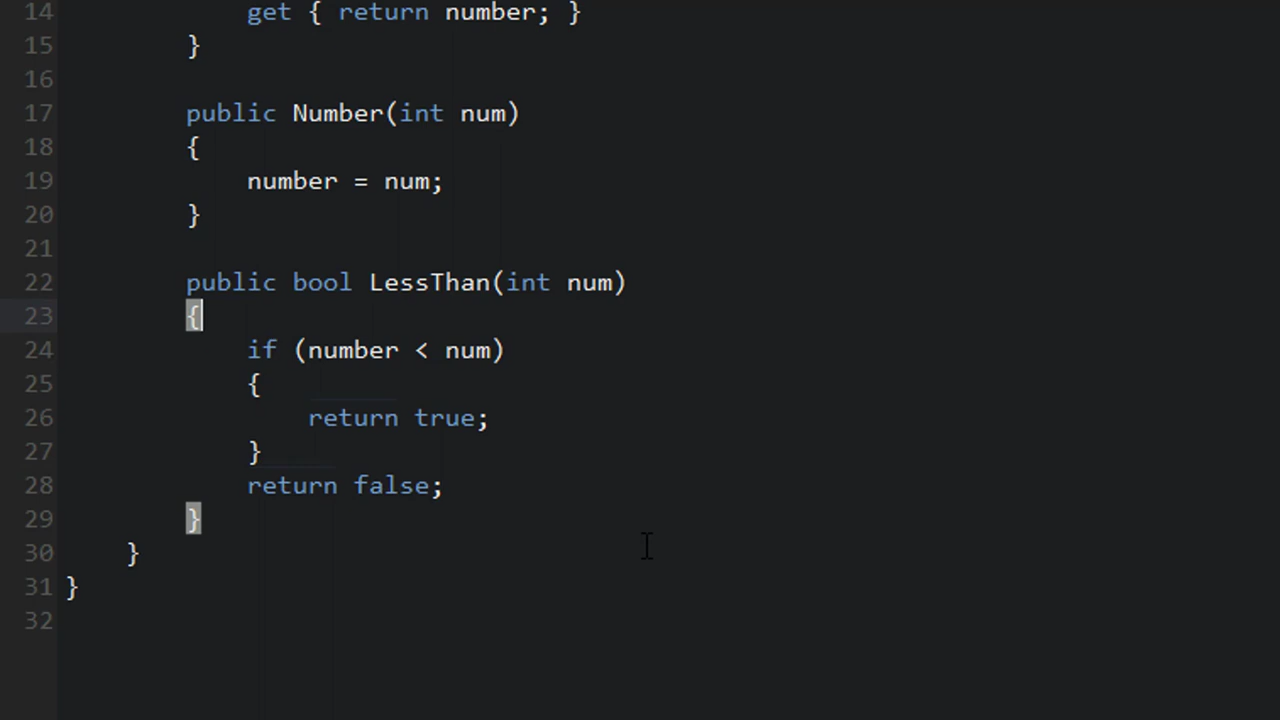 14 get { return number; }
15 }
16
17 public Number(int num)
18 {
19 number = num;
20 }
21
22 public bool LessThan(int num)
23 {
24 if (number < num)
25 {
26 return true;
27 }
28 return false;
29 }
30 }
31 }
32